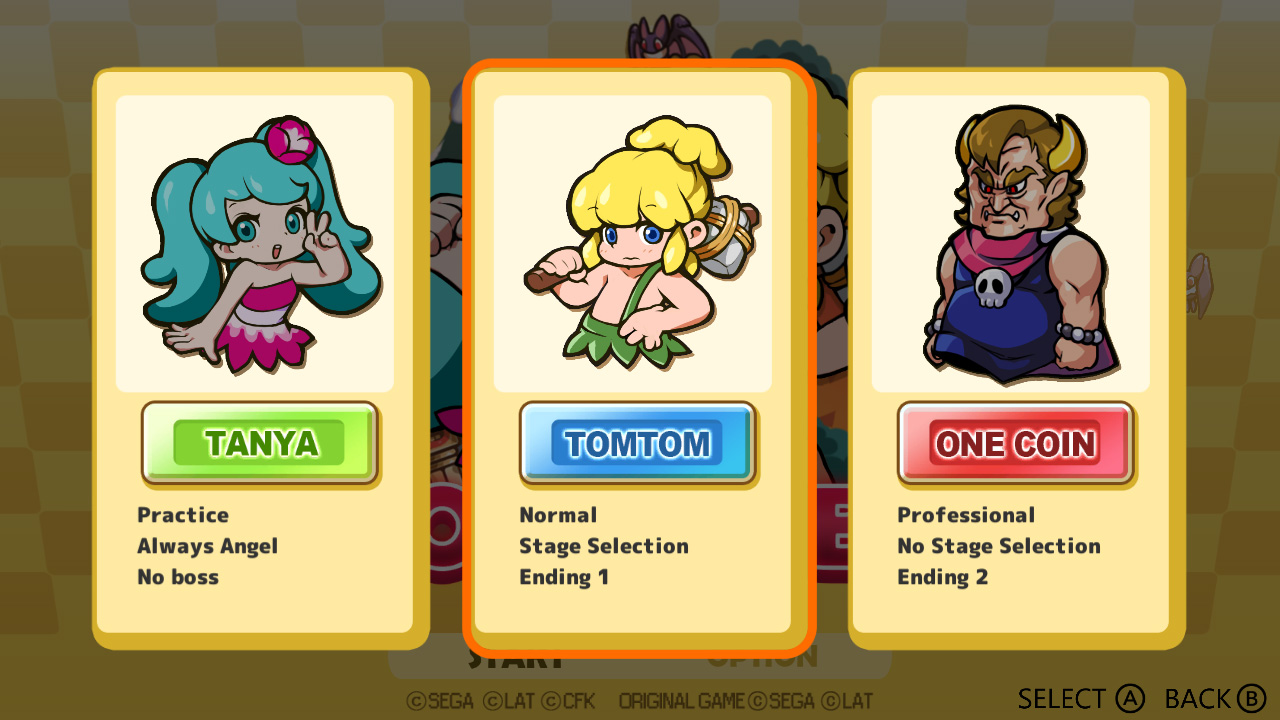 TANYA
Practice
Always Angel
No boss
TOMTOM
Normal
Stage Selection
Ending 1
ONE COIN
Professional
No Stage Selection
Ending 2
START OPTION
©SEGA ©LAT ©CFK ORIGINAL GAME©SEGA ©LAT
SELECT A BACK B